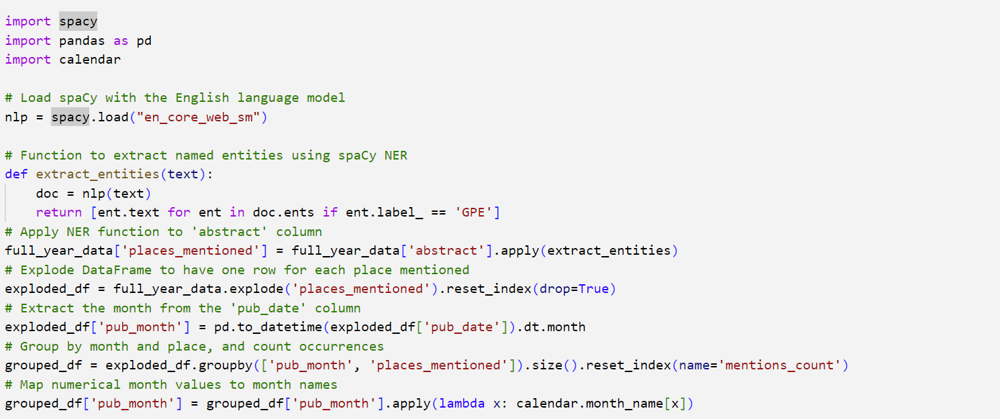 import spacy
import pandas as pd
import calendar
# Load spaCy with the English language model
nlp = spacy.load("en_core_web_sm")
# Function to extract named entities using spaCy NER
def extract_entities(text):
    doc = nlp(text)
    return [ent.text for ent in doc.ents if ent.label_ == 'GPE']
# Apply NER function to 'abstract' column
full_year_data['places_mentioned'] = full_year_data['abstract'].apply(extract_entities)
# Explode DataFrame to have one row for each place mentioned
exploded_df = full_year_data.explode('places_mentioned').reset_index(drop=True)
# Extract the month from the 'pub_date' column
exploded_df['pub_month'] = pd.to_datetime(exploded_df['pub_date']).dt.month
# Group by month and place, and count occurrences
grouped_df = exploded_df.groupby(['pub_month', 'places_mentioned']).size().reset_index(name='mentions_count')
# Map numerical month values to month names
grouped_df['pub_month'] = grouped_df['pub_month'].apply(lambda x: calendar.month_name[x])